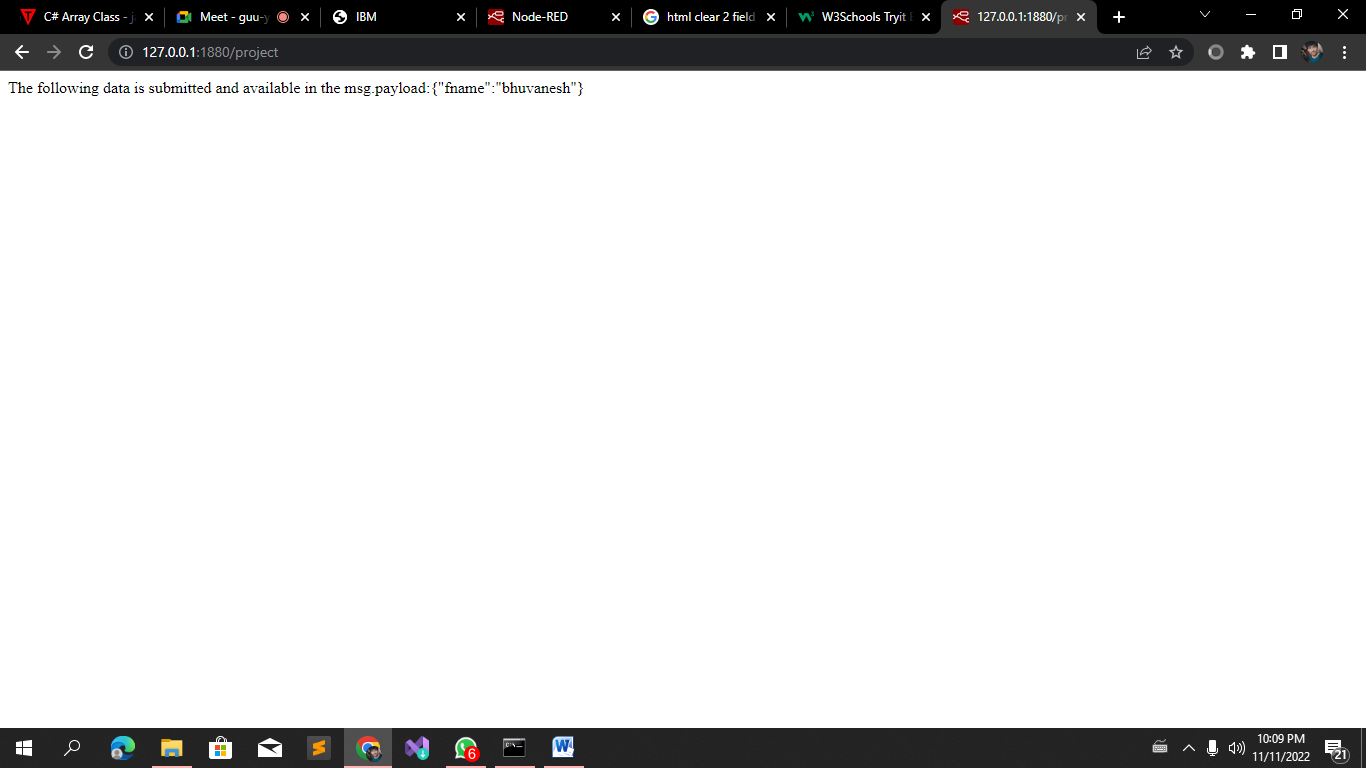 C# Array Class - j
Meet - guu-y
IBM
Node-RED
html clear 2 field
W3Schools Tryit E
127.0.0.1:1880/pr
127.0.0.1:1880/project
The following data is submitted and available in the msg.payload:{"fname":"bhuvanesh"}
6
10:09 PM
11/11/2022
21